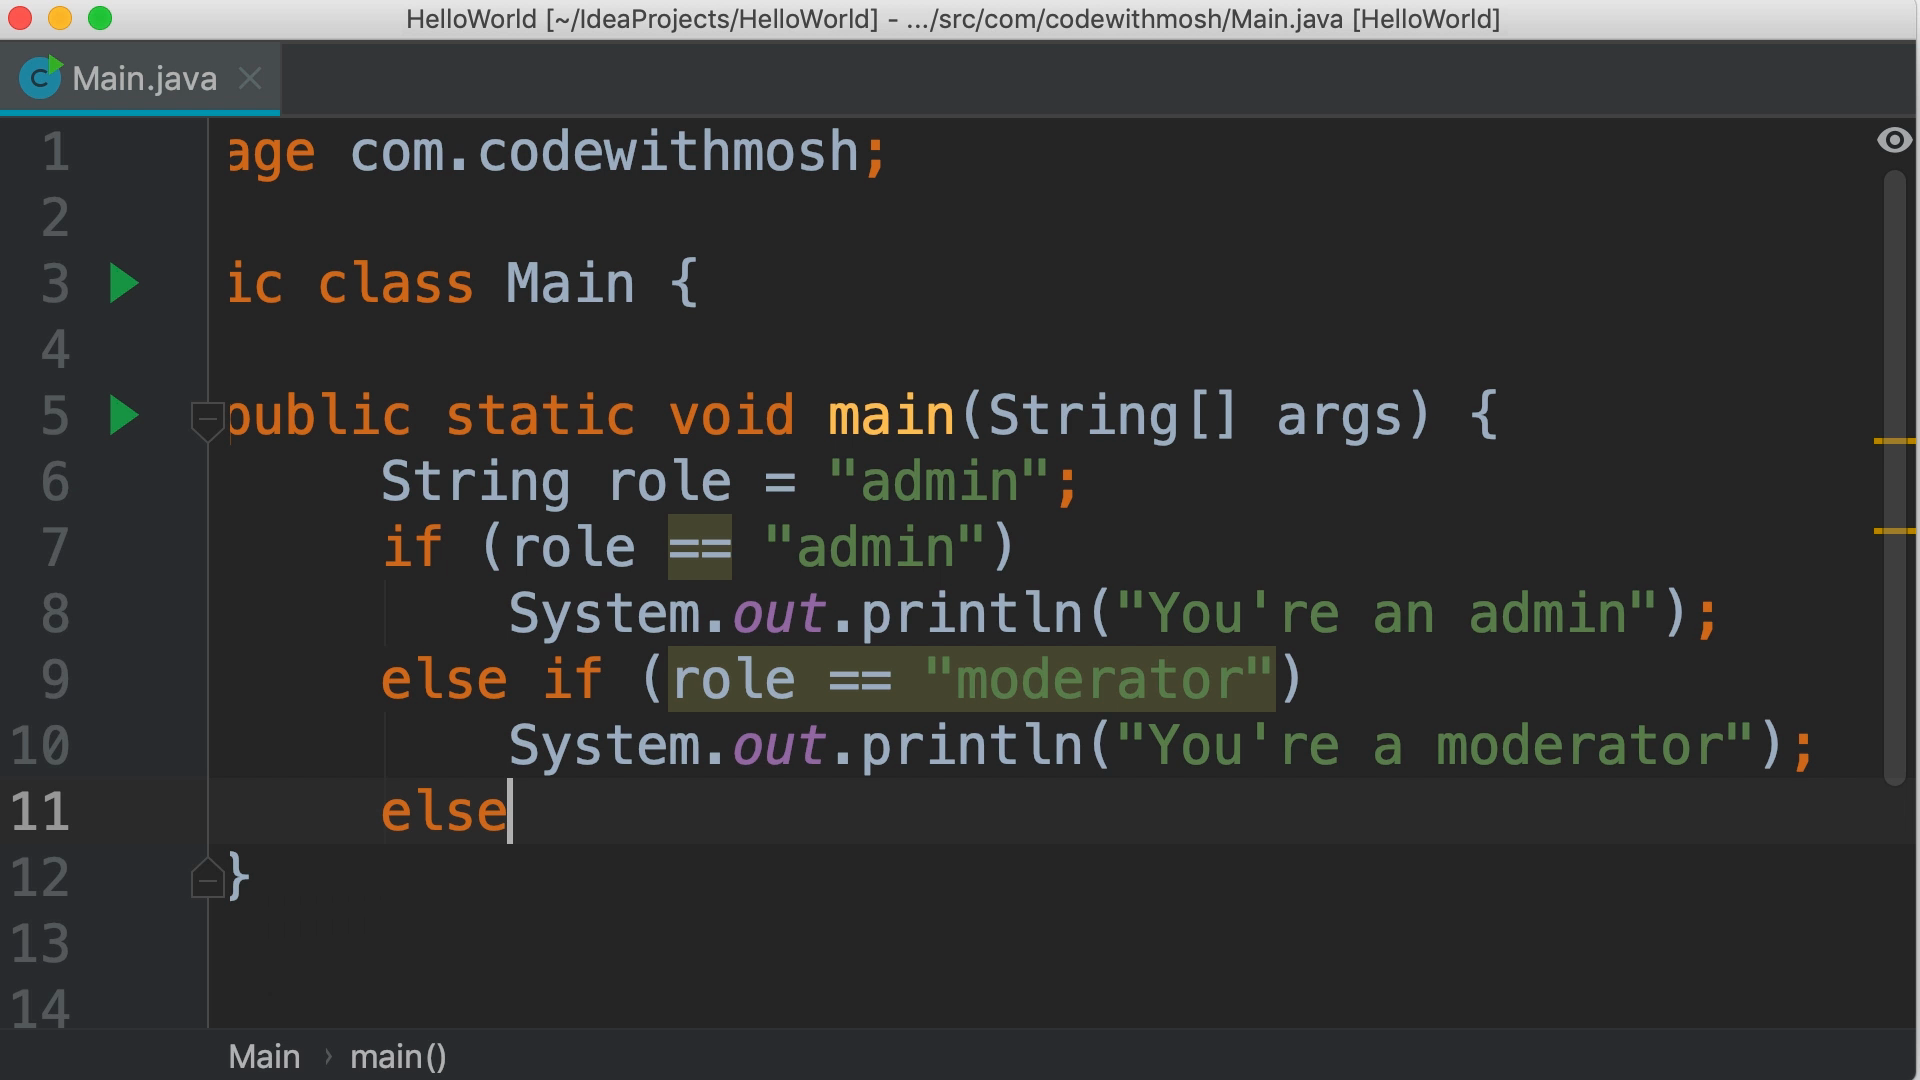 HelloWorld [~/IdeaProjects/HelloWorld] - .../src/com/codewithmosh/Main.java [HelloWorld]
C Main.java
1 age com.codewithmosh;
2
3 ic class Main {
4
5 public static void main(String[] args) {
6 String role = "admin";
7 if (role == "admin")
8 System.out.println("You're an admin");
9 else if (role == "moderator")
10 System.out.println("You're a moderator");
11 else
12 }
13
14
Main › main()